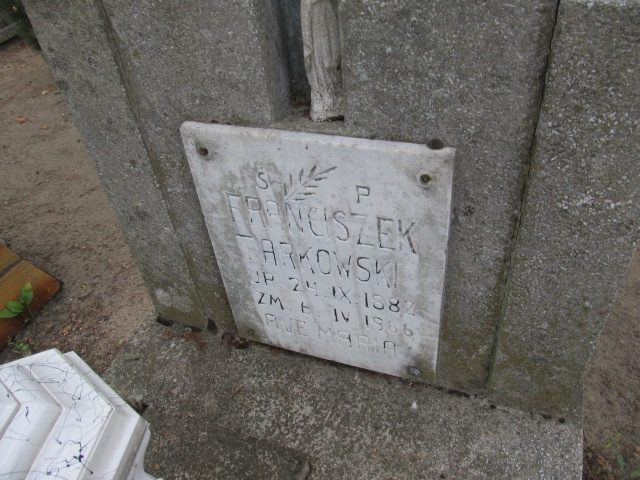 Ś P
FRANCISZEK
TARKOWSKI
UR. 24. IX. 1882
ZM. 6. IV 1966
AVE MARIA